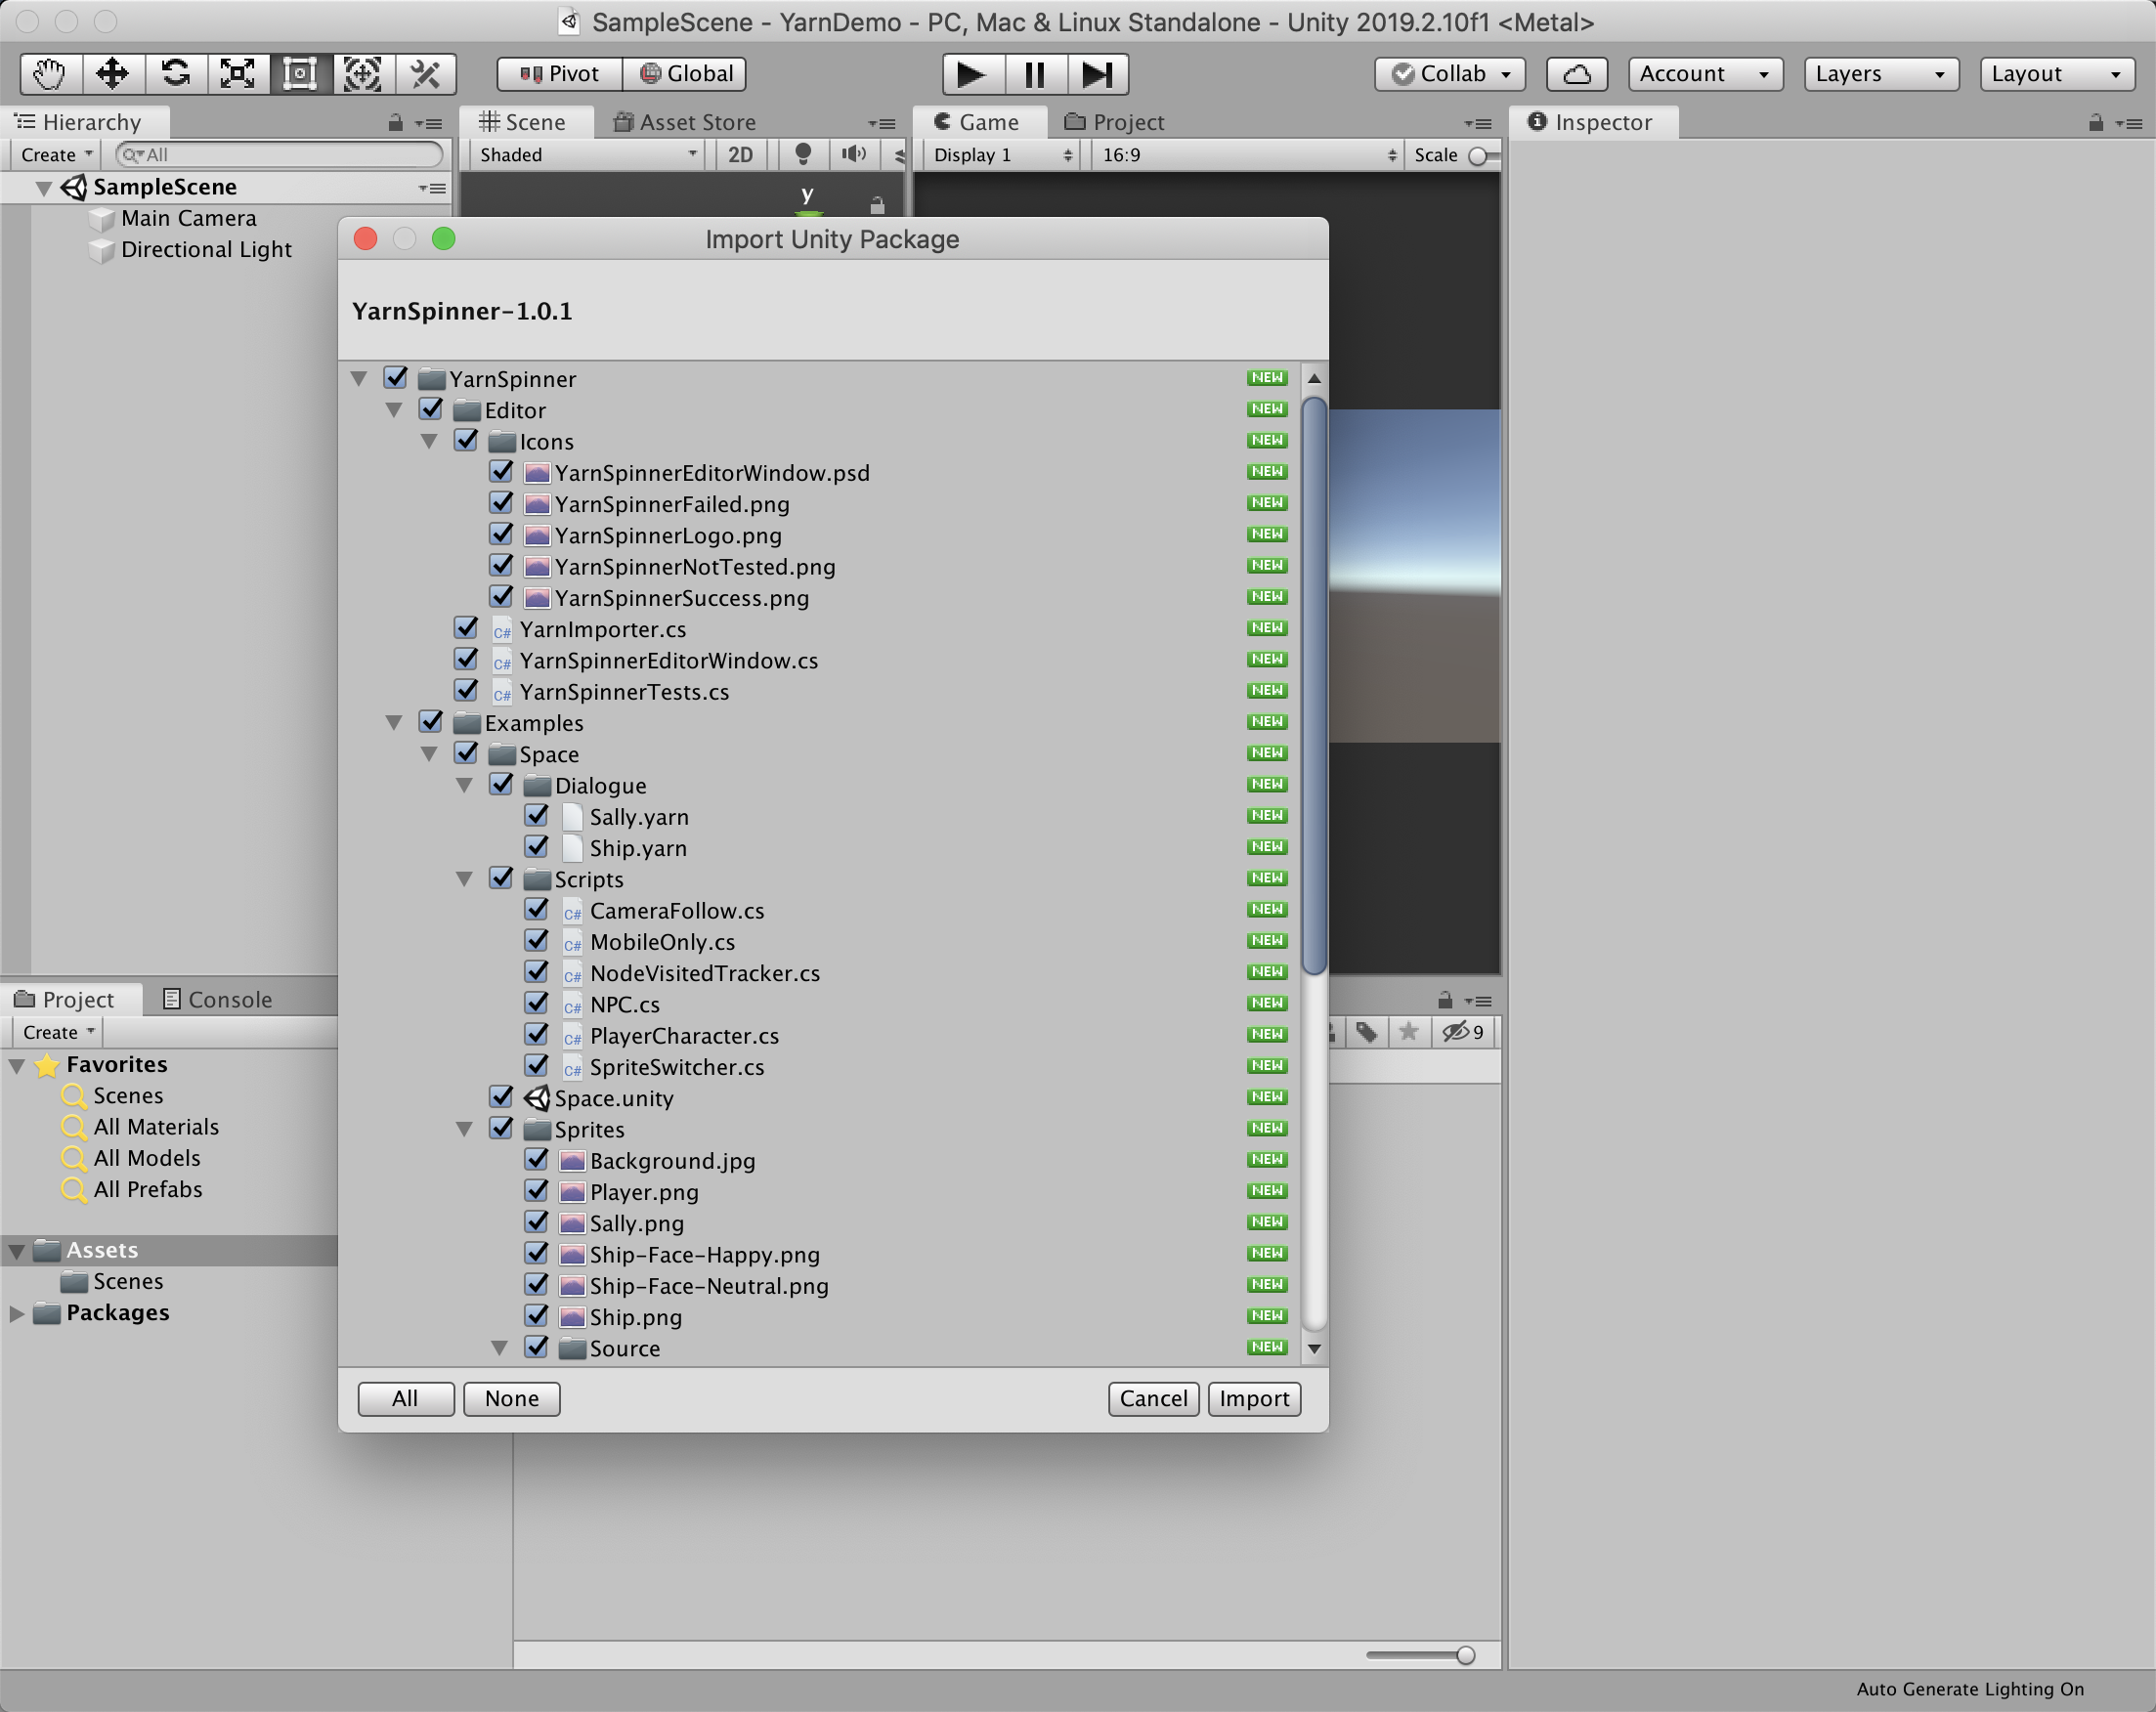 SampleScene - YarnDemo - PC, Mac & Linux Standalone - Unity 2019.2.10f1 <Metal>
Pivot Global Collab Account Layers Layout
Hierarchy Scene Asset Store Game Project Inspector
Create All Shaded 2D Display 1 16:9 Scale
SampleScene
y
Main Camera
Directional Light
Import Unity Package
YarnSpinner-1.0.1
YarnSpinner NEW
Editor NEW
Icons NEW
YarnSpinnerEditorWindow.psd NEW
YarnSpinnerFailed.png NEW
YarnSpinnerLogo.png NEW
YarnSpinnerNotTested.png NEW
YarnSpinnerSuccess.png NEW
C# YarnImporter.cs NEW
C# YarnSpinnerEditorWindow.cs NEW
C# YarnSpinnerTests.cs NEW
Examples NEW
Space NEW
Dialogue NEW
Sally.yarn NEW
Ship.yarn NEW
Scripts NEW
C# CameraFollow.cs NEW
C# MobileOnly.cs NEW
C# NodeVisitedTracker.cs NEW
C# NPC.cs NEW
C# PlayerCharacter.cs NEW
C# SpriteSwitcher.cs NEW
Space.unity NEW
Sprites NEW
Background.jpg NEW
Player.png NEW
Sally.png NEW
Ship-Face-Happy.png NEW
Ship-Face-Neutral.png NEW
Ship.png NEW
Source NEW
All None Cancel Import
Project Console
Create 9
Favorites
Scenes
All Materials
All Models
All Prefabs
Assets
Scenes
Packages
Auto Generate Lighting On